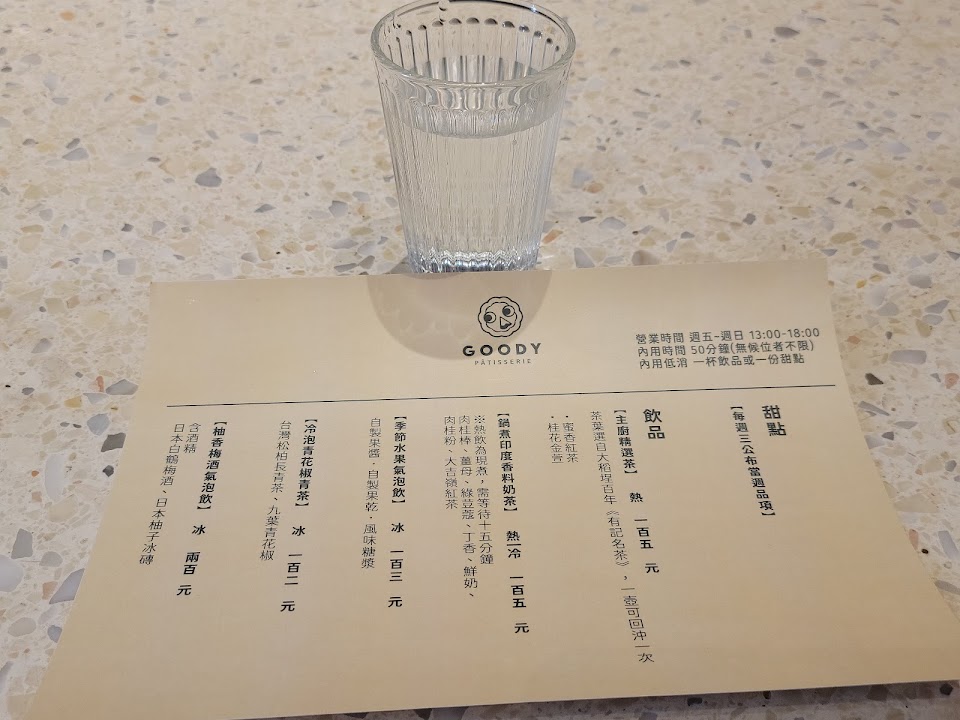 GOODY
PÂTISSERIE
營業時間 週五-週日 13:00-18:00
內用時間 50分鐘(無候位者不限)
內用低消 一杯飲品或一份甜點
甜點
【每週三公布當週品項】
飲品
【主廚精選茶】 熱 一百五 元
茶葉選自大稻埕百年《有記名茶》，一壺可回沖一次
・蜜香紅茶
・桂花金萱
【鍋煮印度香料奶茶】 熱/冷 一百五 元
※熱飲為現煮，需等待十五分鐘
肉桂棒、薑母、綠荳蔻、丁香、鮮奶、
肉桂粉、大吉嶺紅茶
【季節水果氣泡飲】 冰 一百三 元
自製果醬・自製果乾・風味糖漿
【冷泡青花椒青茶】 冰 一百二 元
台灣松柏長青茶、九葉青花椒
【柚香梅酒氣泡飲】 冰 兩百 元
含酒精
日本白鶴梅酒、日本柚子冰磚